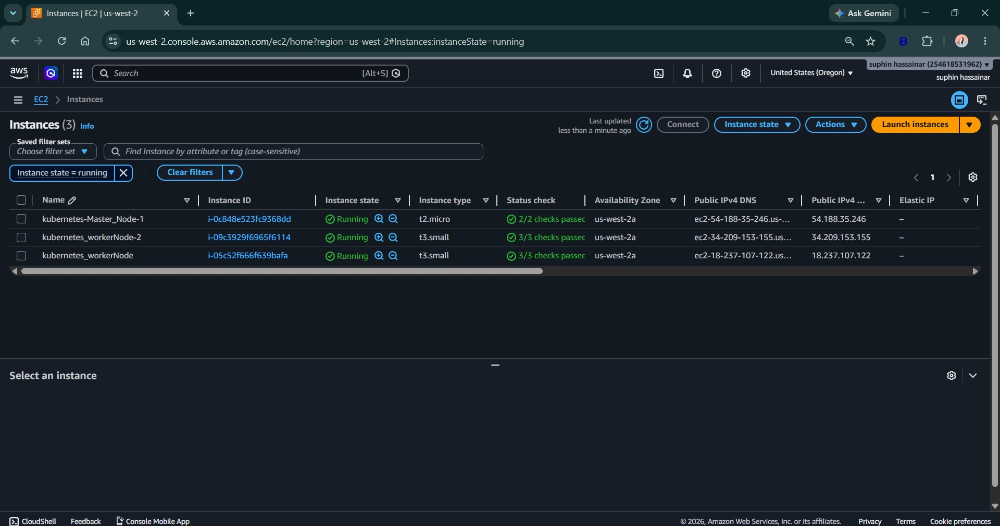 Instances | EC2 | us-west-2
Ask Gemini
us-west-2.console.aws.amazon.com/ec2/home?region=us-west-2#Instances:instanceState=running
B
aws
Search
[Alt+S]
United States (Oregon)
suphin hassainar (254618531962)
suphin hassainar
EC2
Instances
Instances (3) Info
Last updated
less than a minute ago
Connect
Instance state
Actions
Launch instances
Saved filter sets
Choose filter set
Find Instance by attribute or tag (case-sensitive)
Instance state = running
Clear filters
1
Name Instance ID Instance state Instance type Status check Availability Zone Public IPv4 DNS Public IPv4 ... Elastic IP
kubernetes-Master_Node-1 i-0c848e523fc9368dd Running t2.micro 2/2 checks passec us-west-2a ec2-54-188-35-246.us-... 54.188.35.246 –
kubernetes_workerNode-2 i-09c3929f6965f6114 Running t3.small 3/3 checks passec us-west-2a ec2-34-209-153-155.us... 34.209.153.155 –
kubernetes_workerNode i-05c52f666f639bafa Running t3.small 3/3 checks passec us-west-2a ec2-18-237-107-122.us... 18.237.107.122 –
Select an instance
CloudShell Feedback Console Mobile App © 2026, Amazon Web Services, Inc. or its affiliates. Privacy Terms Cookie preferences